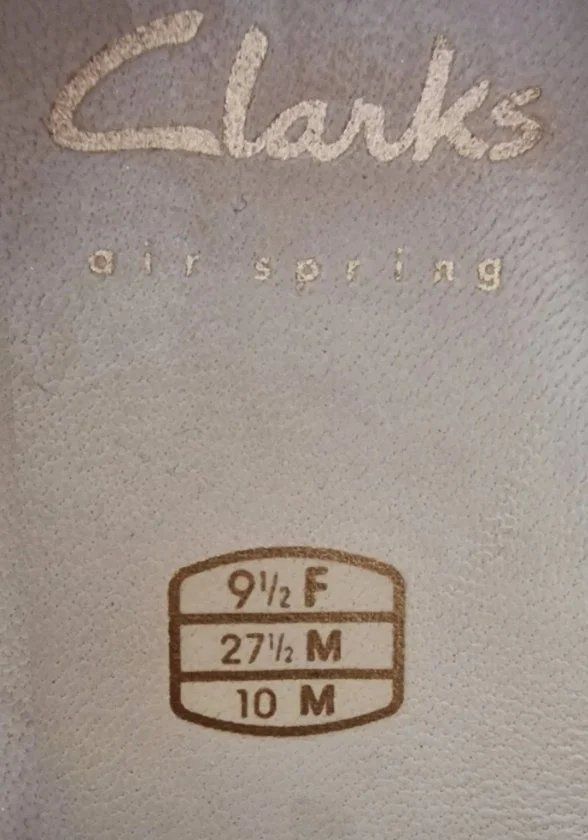 Clarks
air spring
9½ F
27½ M
10 M